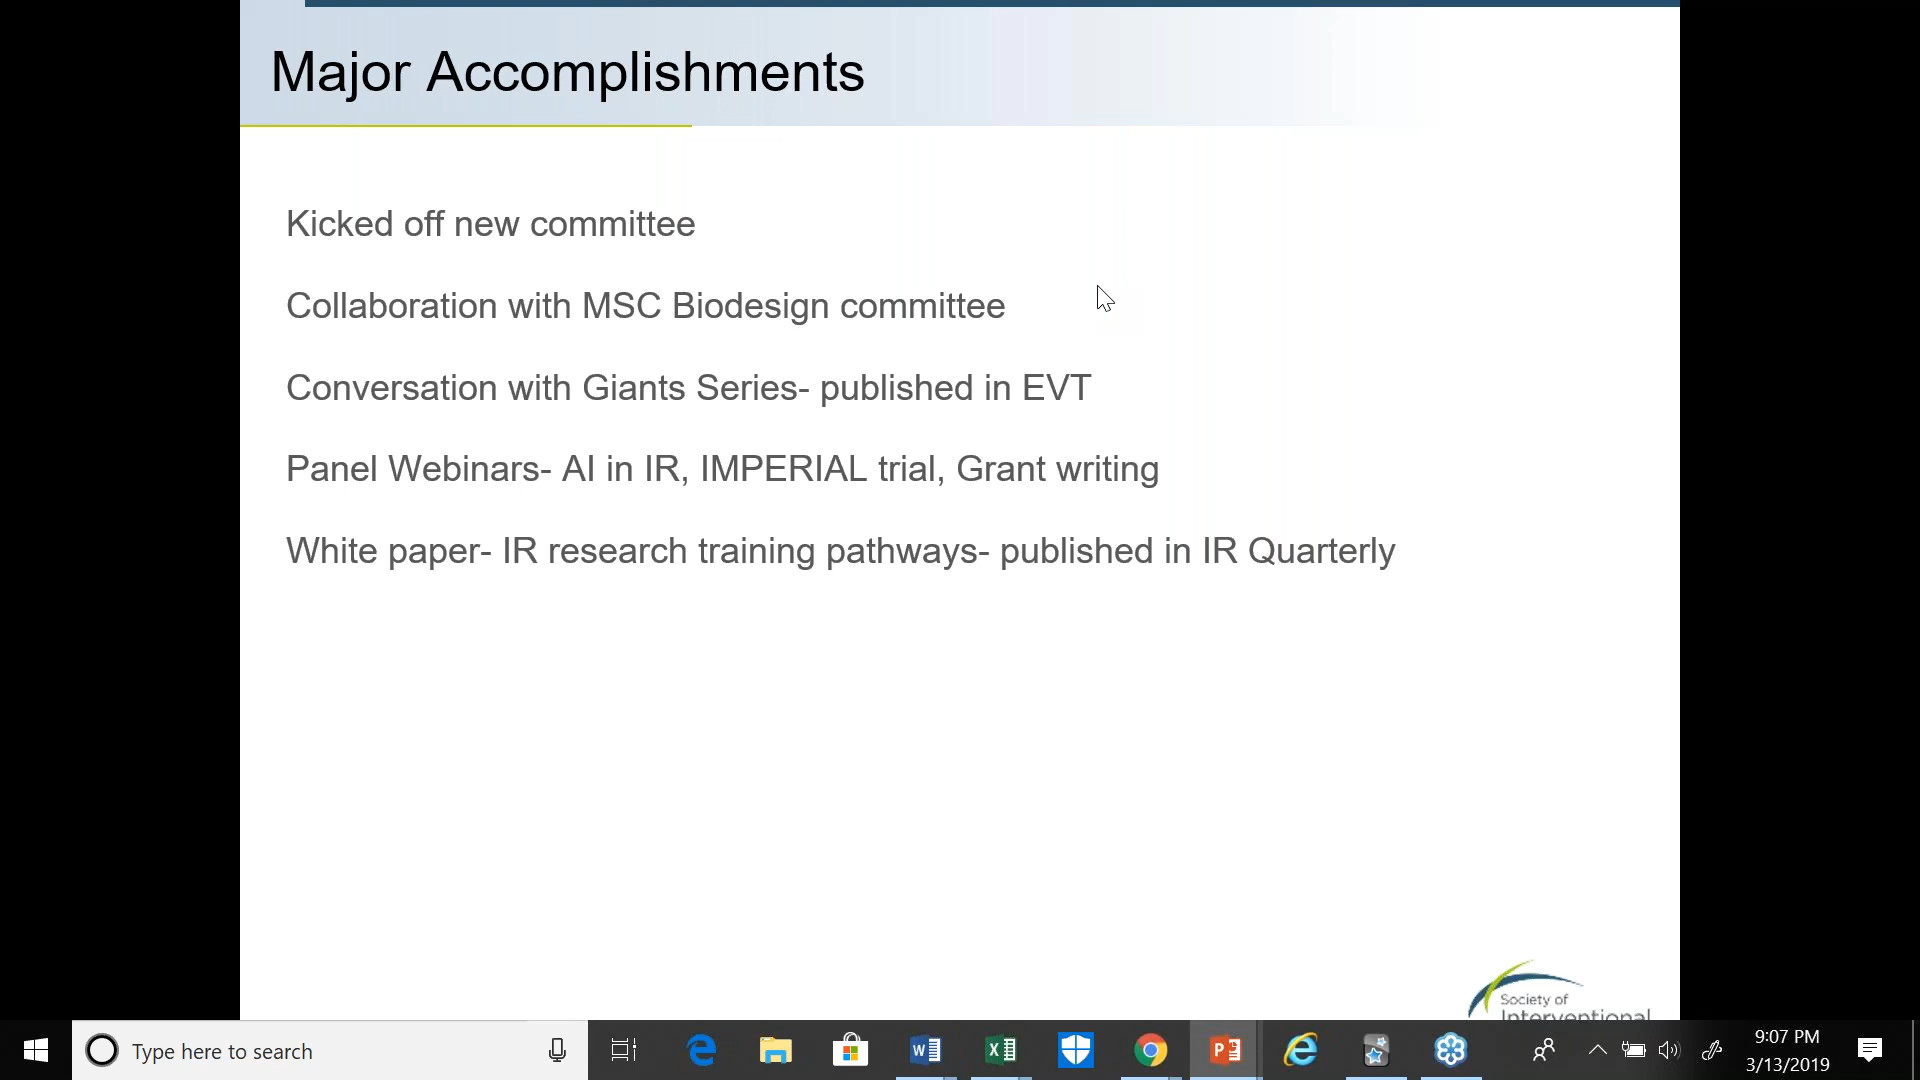 Major Accomplishments
Kicked off new committee
Collaboration with MSC Biodesign committee
Conversation with Giants Series- published in EVT
Panel Webinars- AI in IR, IMPERIAL trial, Grant writing
White paper- IR research training pathways- published in IR Quarterly
Society of
Interventional
Type here to search
9:07 PM
3/13/2019